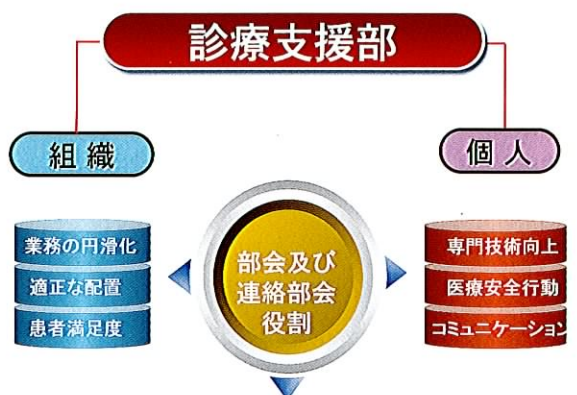 診療支援部
組織
個人
業務の円滑化
適正な配置
患者満足度
部会及び
連絡部会
役割
専門技術向上
医療安全行動
コミュニケーション